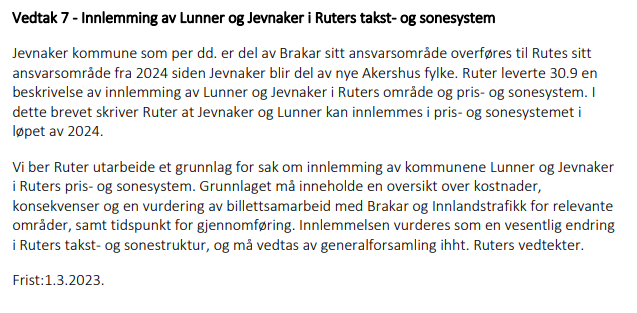 Vedtak 7 - Innlemming av Lunner og Jevnaker i Ruters takst- og sonesystem
Jevnaker kommune som per dd. er del av Brakar sitt ansvarsområde overføres til Rutes sitt
ansvarsområde fra 2024 siden Jevnaker blir del av nye Akershus fylke. Ruter leverte 30.9 en
beskrivelse av innlemming av Lunner og Jevnaker i Ruters område og pris- og sonesystem. I
dette brevet skriver Ruter at Jevnaker og Lunner kan innlemmes i pris- og sonesystemet i
løpet av 2024.
Vi ber Ruter utarbeide et grunnlag for sak om innlemming av kommunene Lunner og Jevnaker
i Ruters pris- og sonesystem. Grunnlaget må inneholde en oversikt over kostnader,
konsekvenser og en vurdering av billettsamarbeid med Brakar og Innlandstrafikk for relevante
områder, samt tidspunkt for gjennomføring. Innlemmelsen vurderes som en vesentlig endring
i Ruters takst- og sonestruktur, og må vedtas av generalforsamling ihht. Ruters vedtekter.
Frist:1.3.2023.